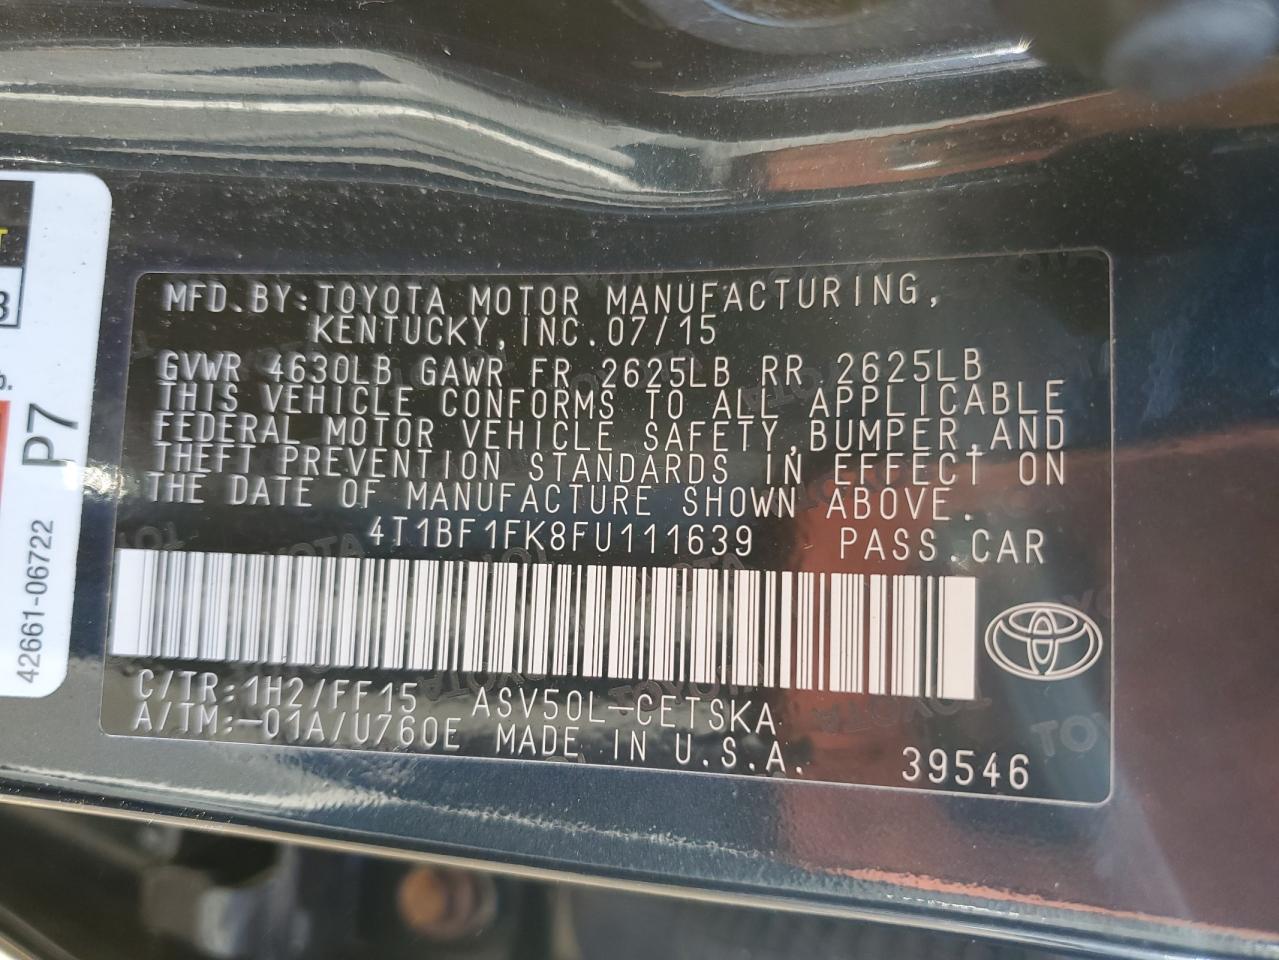 MFD.BY:TOYOTA MOTOR MANUFACTURING,
KENTUCKY,INC.07/15
GVWR 4630LB GAWR FR 2625LB RR 2625LB
THIS VEHICLE CONFORMS TO ALL APPLICABLE
FEDERAL MOTOR VEHICLE SAFETY,BUMPER,AND
THEFT PREVENTION STANDARDS IN EFFECT ON
THE DATE OF MANUFACTURE SHOWN ABOVE.
4T1BF1FK8FU111639 PASS.CAR
C/TR:1H2/FF15 ASV50L-CETSKA
A/TM:-01A/U760E MADE IN U.S.A. 39546
P7
42661-06722